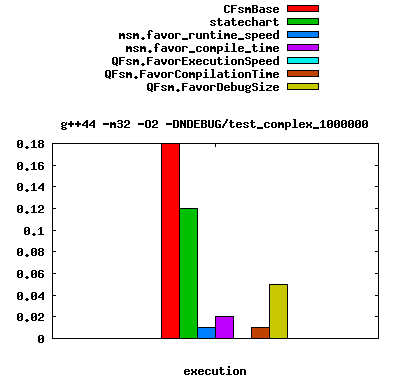 CFsmBase
statechart
msm.favor_runtime_speed
msm.favor_compile_time
QFsm.FavorExecutionSpeed
QFsm.FavorCompilationTime
QFsm.FavorDebugSize
g++44 -m32 -O2 -DNDEBUG/test_complex_1000000
0.18
0.16
0.14
0.12
0.1
0.08
0.06
0.04
0.02
0
execution